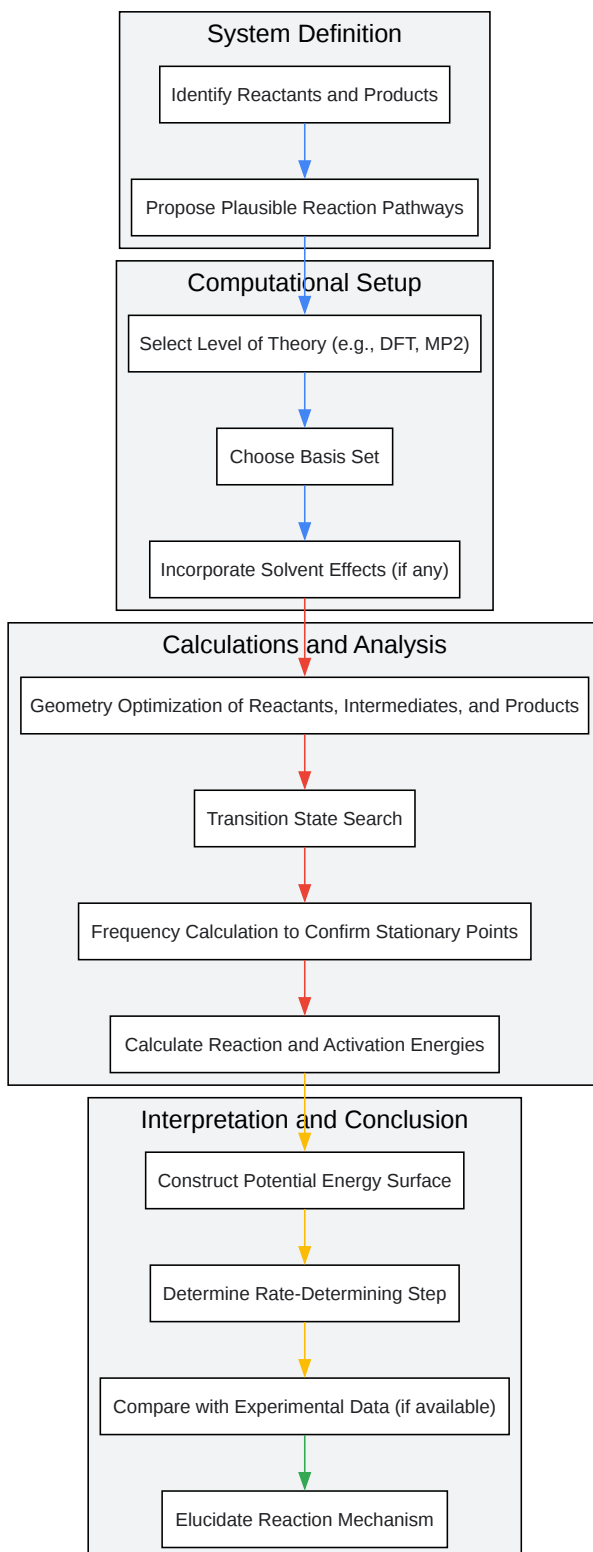 System Definition
Identify Reactants and Products
Propose Plausible Reaction Pathways
Computational Setup
Select Level of Theory (e.g., DFT, MP2)
Choose Basis Set
Incorporate Solvent Effects (if any)
Calculations and Analysis
Geometry Optimization of Reactants, Intermediates, and Products
Transition State Search
Frequency Calculation to Confirm Stationary Points
Calculate Reaction and Activation Energies
Interpretation and Conclusion
Construct Potential Energy Surface
Determine Rate-Determining Step
Compare with Experimental Data (if available)
Elucidate Reaction Mechanism